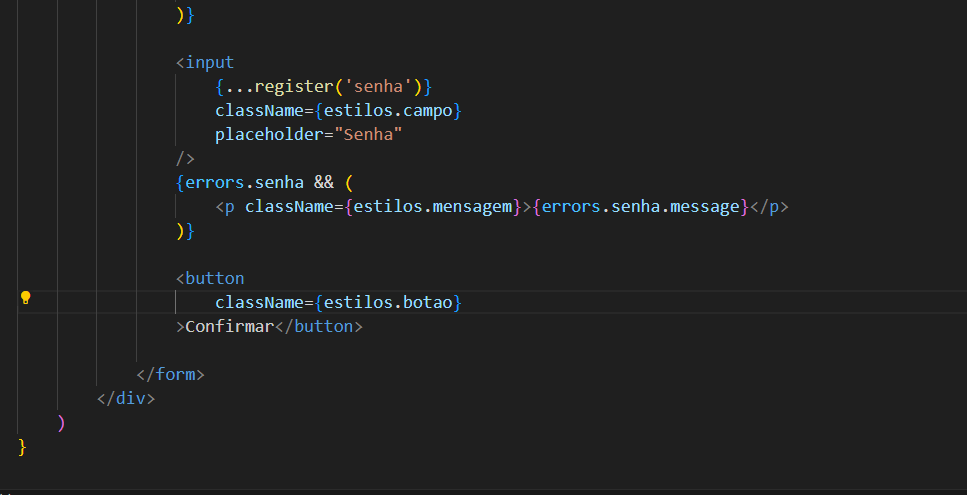 )}
<input
{...register('senha')}
className={estilos.campo}
placeholder="Senha"
/>
{errors.senha && (
<p className={estilos.mensagem}>{errors.senha.message}</p>
)}
<button
className={estilos.botao}
>Confirmar</button>
</form>
</div>
)
}